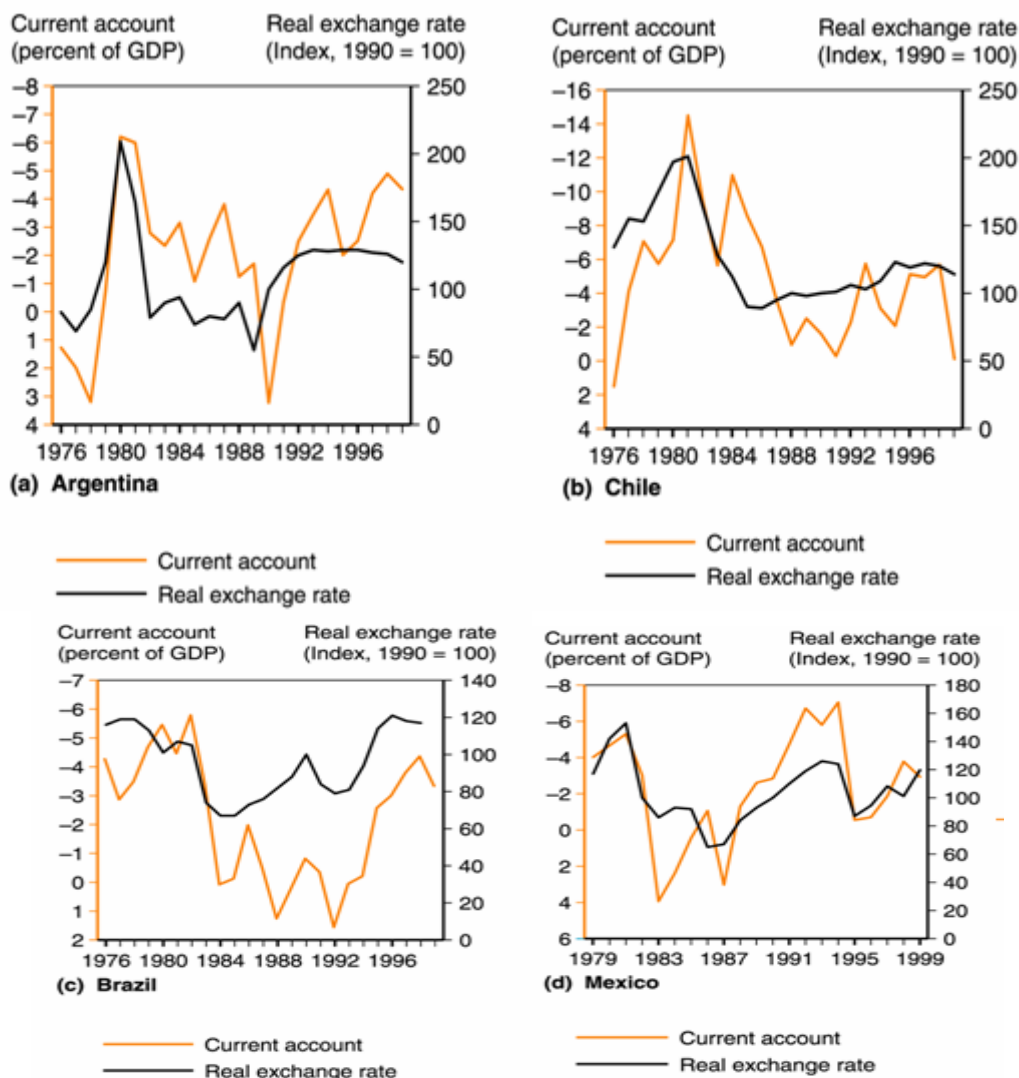 Current account
(percent of GDP)
Real exchange rate
(Index, 1990 = 100)
–8
–7
–6
–5
–4
–3
–2
–1
0
1
2
3
4
250
200
150
100
50
0
1976 1980 1984 1988 1992 1996
(a) Argentina
Current account
Real exchange rate
Current account
(percent of GDP)
Real exchange rate
(Index, 1990 = 100)
–16
–14
–12
–10
–8
–6
–4
–2
0
2
4
250
200
150
100
50
0
1976 1980 1984 1988 1992 1996
(b) Chile
Current account
Real exchange rate
Current account
(percent of GDP)
Real exchange rate
(Index, 1990 = 100)
–7
–6
–5
–4
–3
–2
–1
0
1
2
140
120
100
80
60
40
20
0
1976 1980 1984 1988 1992 1996
(c) Brazil
Current account
Real exchange rate
Current account
(percent of GDP)
Real exchange rate
(Index, 1990 = 100)
–8
–6
–4
–2
0
2
4
6
180
160
140
120
100
80
60
40
20
0
1979 1983 1987 1991 1995 1999
(d) Mexico
Current account
Real exchange rate